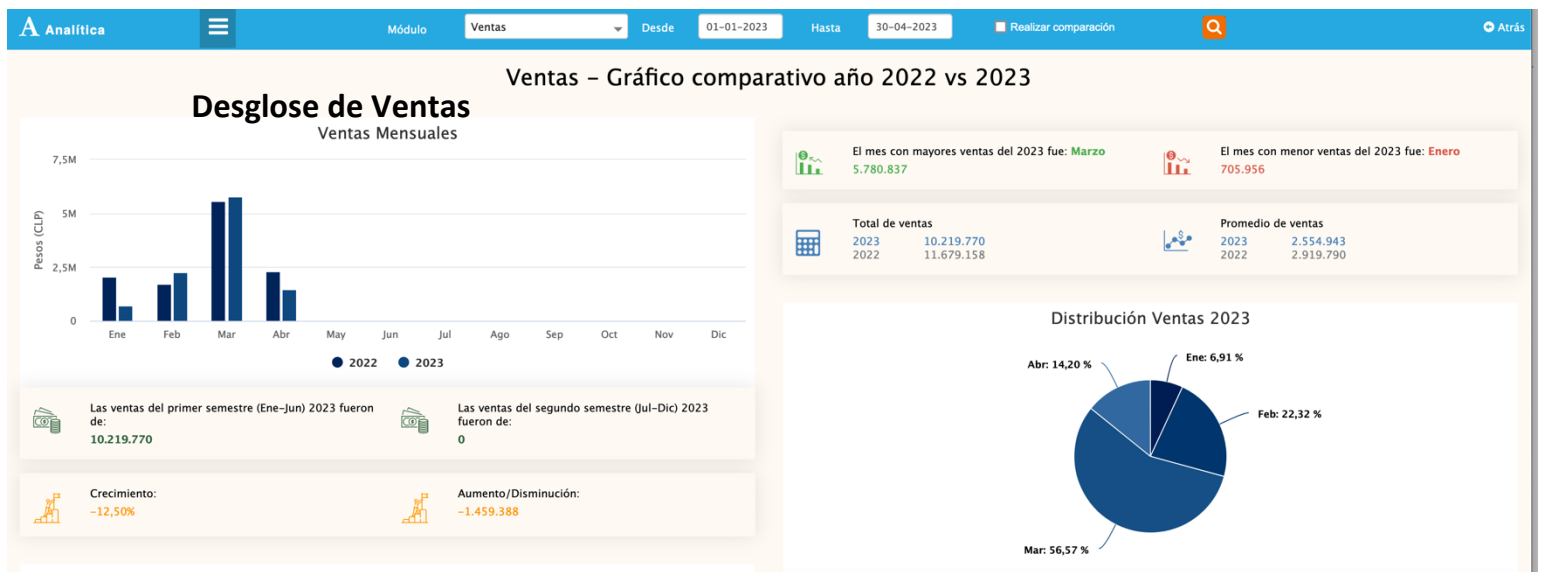 A Analítica
Módulo
Ventas
Desde
01-01-2023
Hasta
30-04-2023
Realizar comparación
Atrás
Ventas – Gráfico comparativo año 2022 vs 2023
Desglose de Ventas
Ventas Mensuales
7,5M
5M
2,5M
0
Pesos (CLP)
Ene Feb Mar Abr May Jun Jul Ago Sep Oct Nov Dic
2022 2023
Las ventas del primer semestre (Ene-Jun) 2023 fueron
de:
10.219.770
Las ventas del segundo semestre (Jul-Dic) 2023
fueron de:
0
Crecimiento:
-12,50%
Aumento/Disminución:
-1.459.388
El mes con mayores ventas del 2023 fue: Marzo
5.780.837
El mes con menor ventas del 2023 fue: Enero
705.956
Total de ventas
2023 10.219.770
2022 11.679.158
Promedio de ventas
2023 2.554.943
2022 2.919.790
Distribución Ventas 2023
Abr: 14,20 %
Ene: 6,91 %
Feb: 22,32 %
Mar: 56,57 %